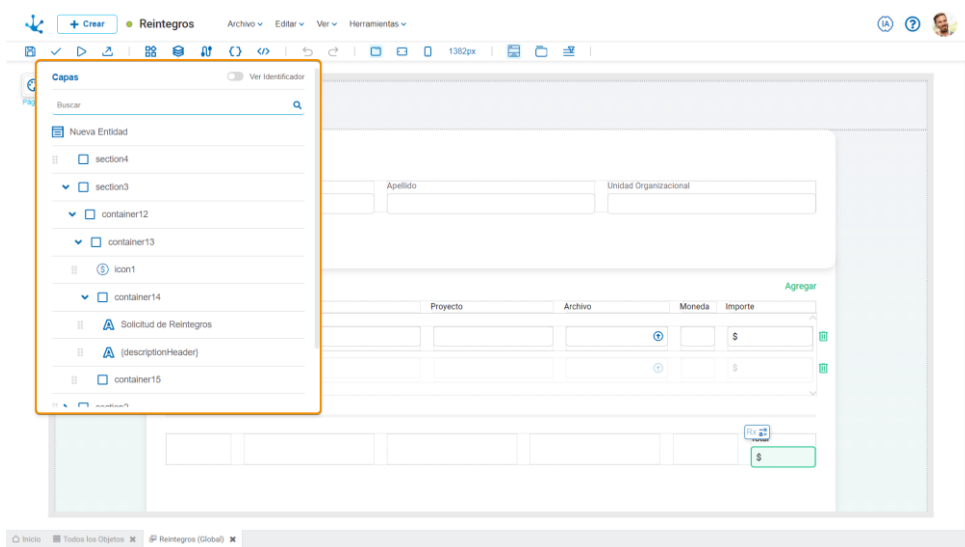 Crear
Reintegros
Archivo
Editar
Ver
Herramientas
IA
?
1382px
Capas
Ver Identificador
Buscar
Nueva Entidad
section4
section3
container12
container13
$ icon1
container14
Solicitud de Reintegros
{descriptionHeader}
container15
Apellido
Unidad Organizacional
Agregar
Proyecto
Archivo
Moneda
Importe
$
$
Rx
Total
$
Inicio
Todos los Objetos
Reintegros (Global)